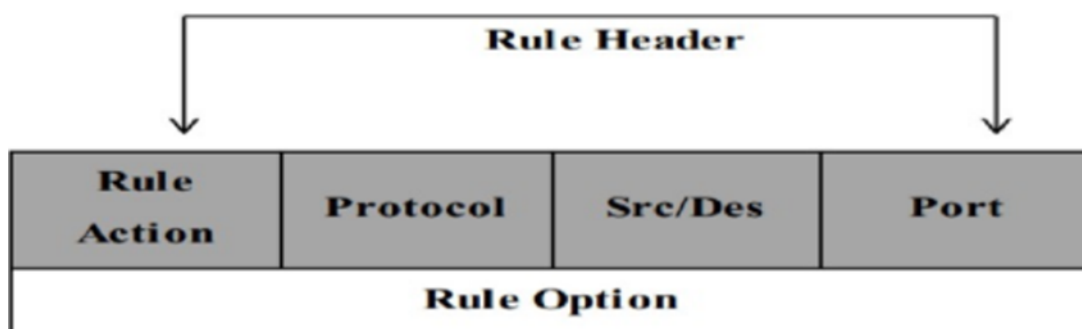 Rule Header
Rule
Action
Protocol
Src/Des
Port
Rule Option